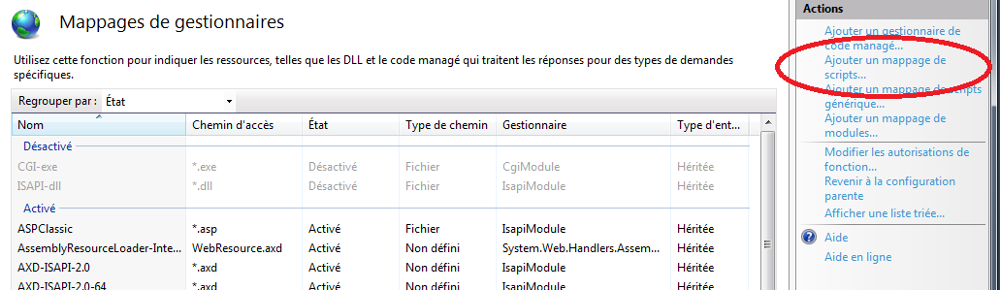 Mappages de gestionnaires
Utilisez cette fonction pour indiquer les ressources, telles que les DLL et le code managé qui traitent les réponses pour des types de demandes
spécifiques.
Regrouper par : État
Nom Chemin d'accès État Type de chemin Gestionnaire Type d'ent...
Désactivé
CGI-exe *.exe Désactivé Fichier CgiModule Héritée
ISAPI-dll *.dll Désactivé Fichier IsapiModule Héritée
Activé
ASPClassic *.asp Activé Fichier IsapiModule Héritée
AssemblyResourceLoader-Inte... WebResource.axd Activé Non défini System.Web.Handlers.Assem... Héritée
AXD-ISAPI-2.0 *.axd Activé Non défini IsapiModule Héritée
AXD-ISAPI-2.0-64 *.axd Activé Non défini IsapiModule Héritée
Actions
Ajouter un gestionnaire de
code managé...
Ajouter un mappage de
scripts...
Ajouter un mappage de scripts
générique...
Ajouter un mappage de
modules...
Modifier les autorisations de
fonction...
Revenir à la configuration
parente
Afficher une liste triée...
Aide
Aide en ligne